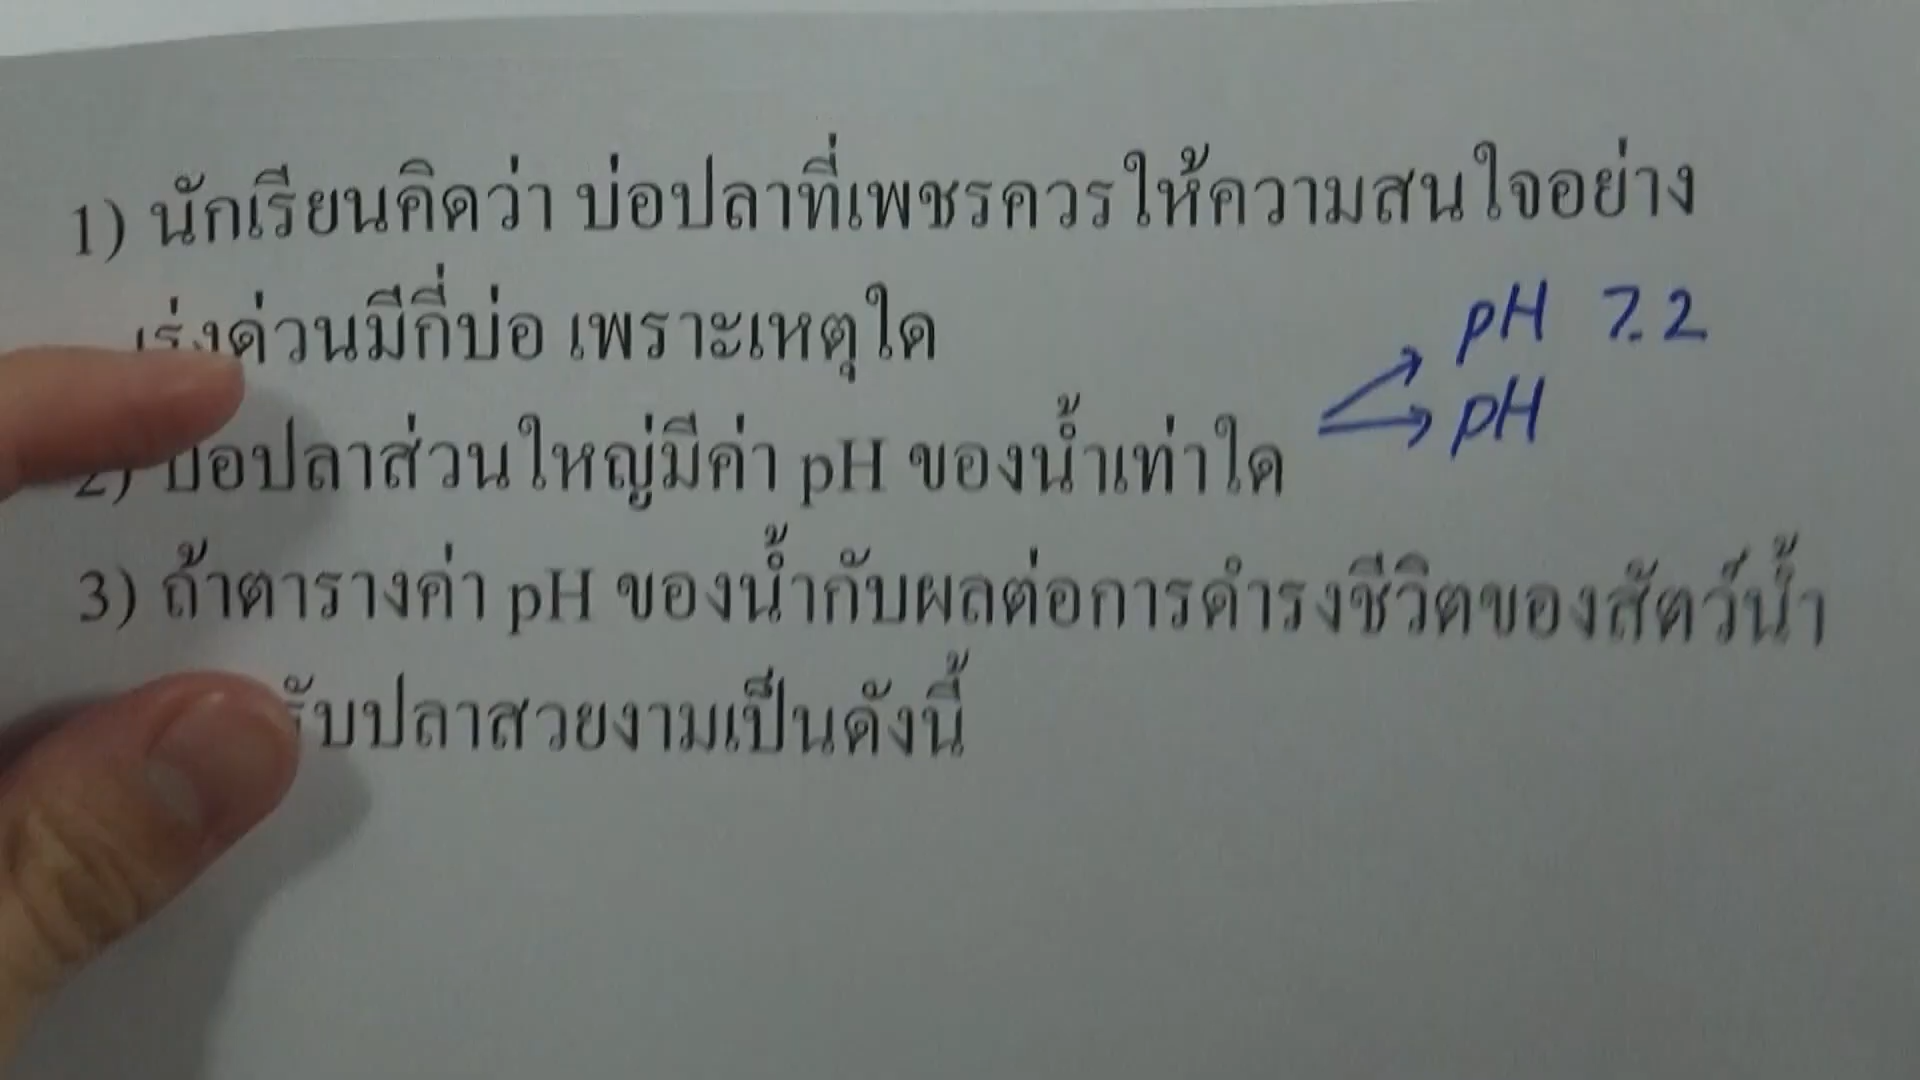 1) นักเรียนคิดว่า บ่อปลาที่เพชรควรให้ความสนใจอย่าง
เร่งด่วนมีกี่บ่อ เพราะเหตุใด
pH 7.2
pH
2) บ่อปลาส่วนใหญ่มีค่า pH ของน้ำเท่าใด
3) ถ้าตารางค่า pH ของน้ำกับผลต่อการดำรงชีวิตของสัตว์น้ำ
ปลาสวยงามเป็นดังนี้